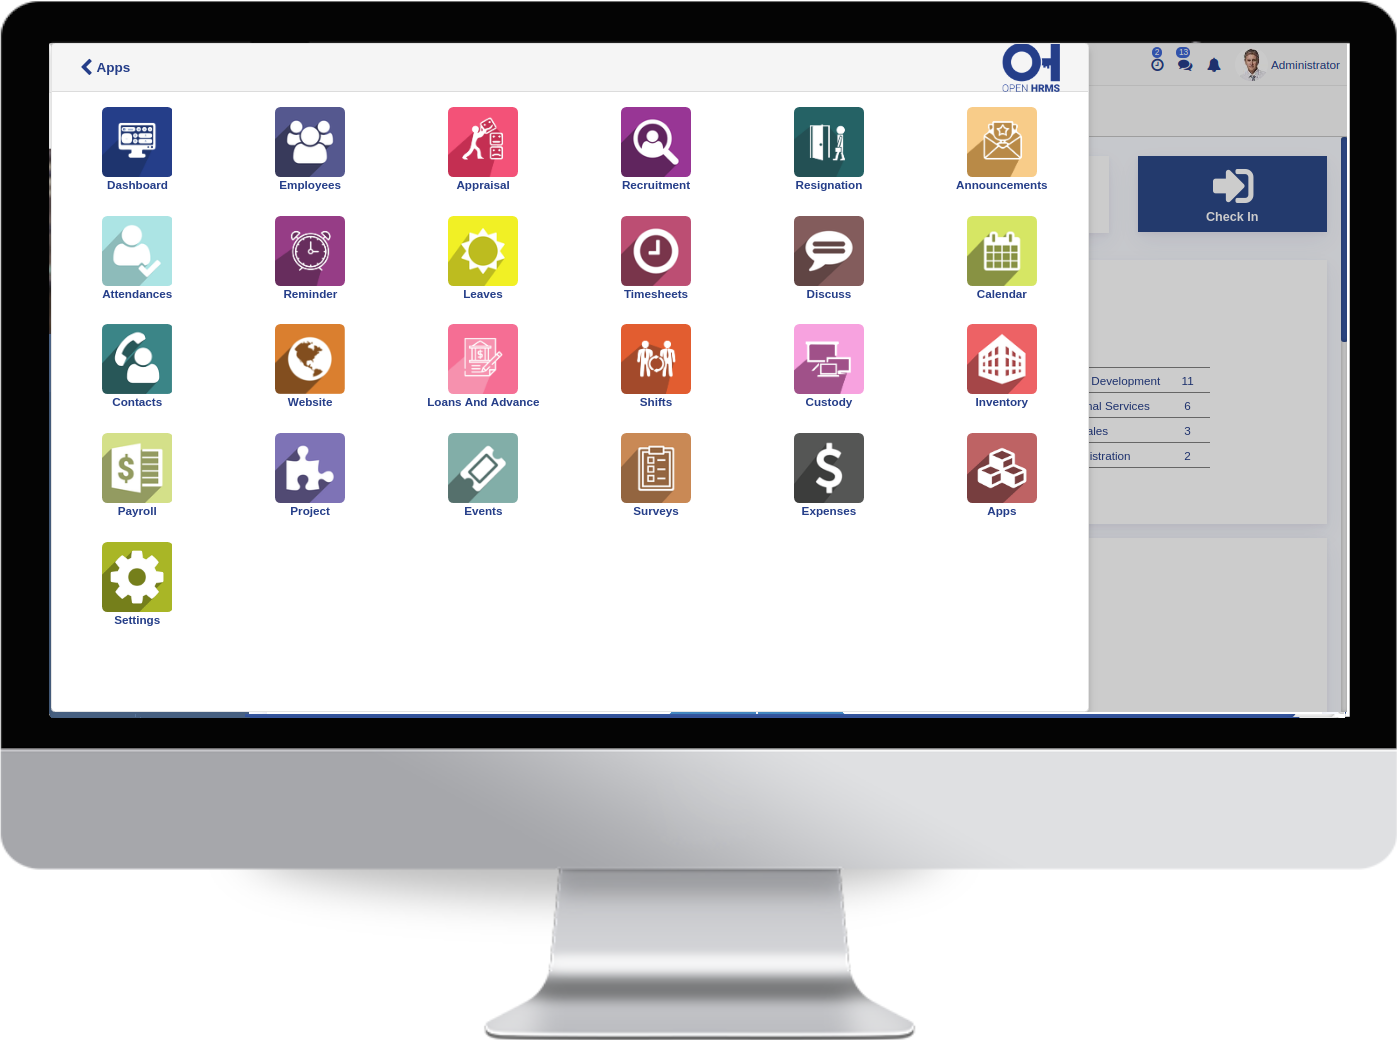 Apps
OPEN HRMS
2
13
Administrator
Dashboard
Employees
Appraisal
Recruitment
Resignation
Announcements
Check In
Attendances
Reminder
Leaves
Timesheets
Discuss
Calendar
Contacts
Website
Loans And Advance
Shifts
Custody
Inventory
Development 11
nal Services 6
ales 3
istration 2
Payroll
Project
Events
Surveys
Expenses
Apps
Settings